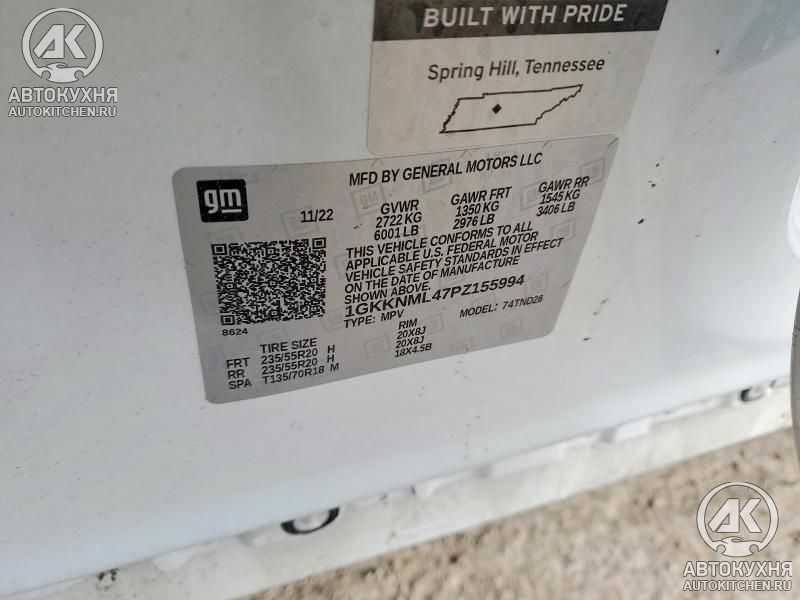 AK
АВТОКУХНЯ
AUTOKITCHEN.RU
BUILT WITH PRIDE
Spring Hill, Tennessee
gm
MFD BY GENERAL MOTORS LLC
11/22 GVWR GAWR FRT GAWR RR
2722 KG 1350 KG 1545 KG
6001 LB 2976 LB 3406 LB
THIS VEHICLE CONFORMS TO ALL
APPLICABLE U.S. FEDERAL MOTOR
VEHICLE SAFETY STANDARDS IN EFFECT
ON THE DATE OF MANUFACTURE
SHOWN ABOVE.
1GKKNML47PZ155994
TYPE: MPV MODEL: 74TND26
8624
TIRE SIZE RIM
FRT 235/55R20 H 20X8J
RR 235/55R20 H 20X8J
SPA T135/70R18 M 18X4.5B
AK
АВТОКУХНЯ
AUTOKITCHEN.RU